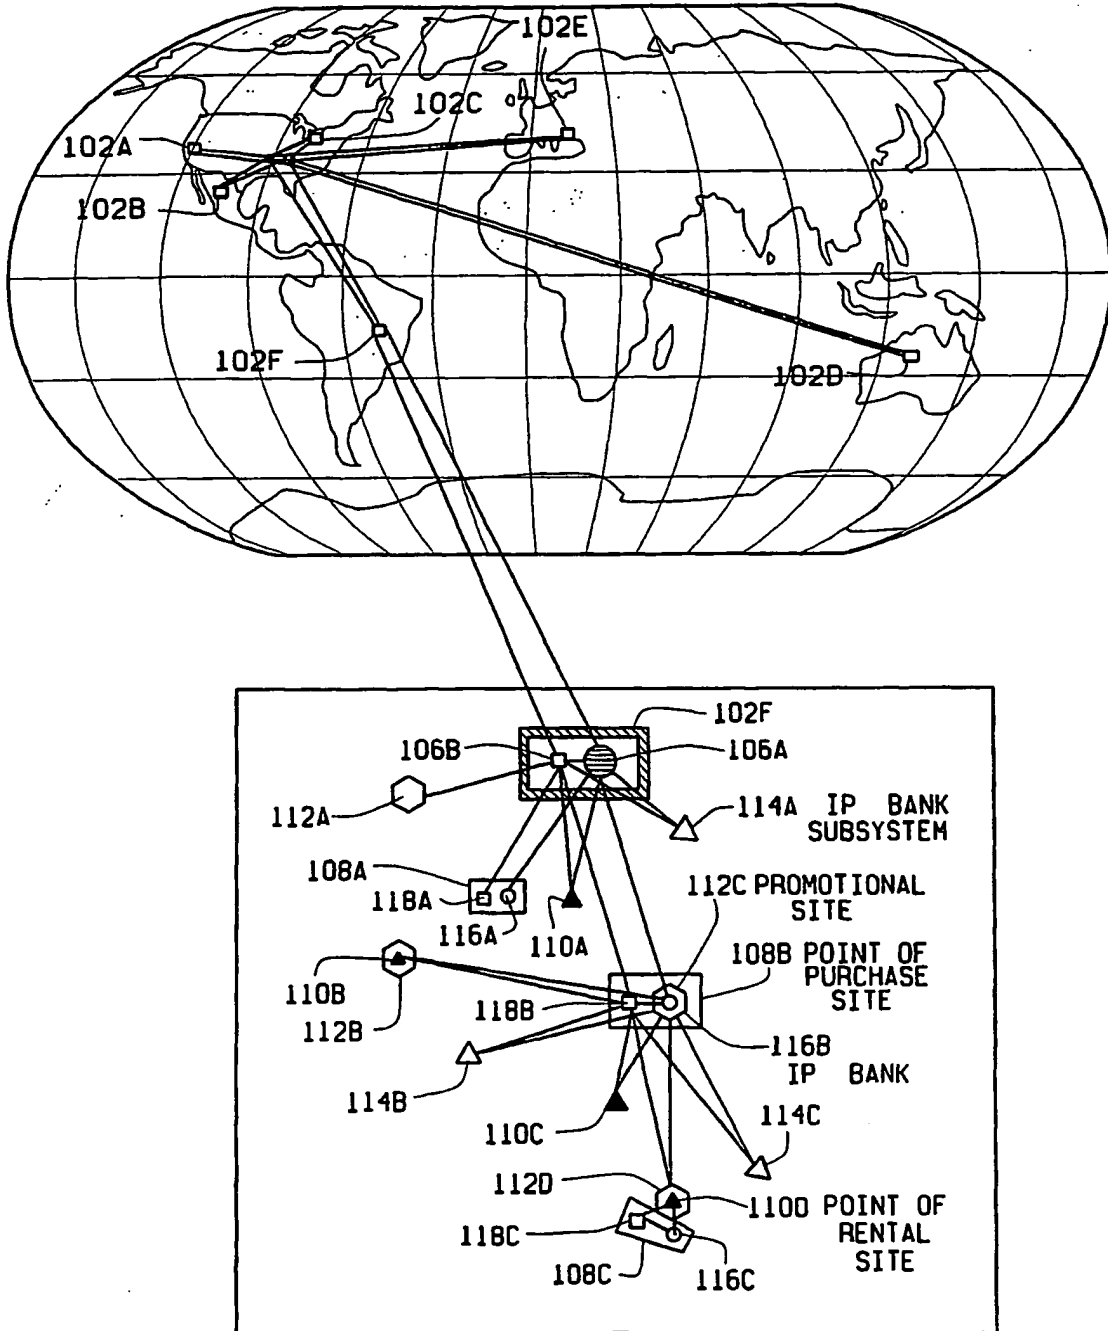 102E
102C
102A
102B
102F
102D
102F
106B
106A
112A
114A IP BANK
SUBSYSTEM
108A
112C PROMOTIONAL
SITE
118A
116A
110A
108B POINT OF
PURCHASE
SITE
110B
118B
112B
116B
IP BANK
114B
114C
110C
112D
110D POINT OF
RENTAL
SITE
118C
108C
116C